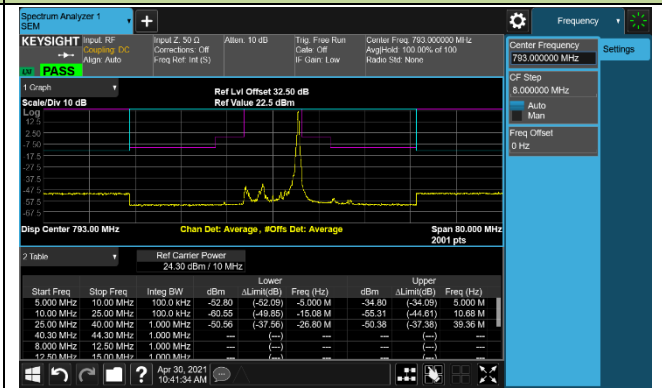 Spectrum Analyzer 1
SEM
+
Frequency
KEYSIGHT
Input: RF
Coupling: DC
Align: Auto
Input Z: 50 Ω
Corrections: Off
Freq Ref: Int (S)
Atten: 10 dB
Trig: Free Run
Gate: Off
IF Gain: Low
Center Freq: 793.000000 MHz
Avg|Hold: 100.00% of 100
Radio Std: None
PASS
Center Frequency
793.000000 MHz
Settings
CF Step
8.000000 MHz
Auto
Man
Freq Offset
0 Hz
1 Graph
Scale/Div 10 dB
Ref Lvl Offset 32.50 dB
Ref Value 22.5 dBm
Log
12.5
2.50
-7.50
-17.5
-27.5
-37.5
-47.5
-57.5
-67.5
Disp Center 793.00 MHz
Chan Det: Average, #Offs Det: Average
Span 80.000 MHz
2001 pts
2 Table
Ref Carrier Power
24.30 dBm / 10 MHz
Lower Upper
Start Freq Stop Freq Integ BW dBm ΔLimit(dB) Freq (Hz) dBm ΔLimit(dB) Freq (Hz)
5.000 MHz 10.00 MHz 100.0 kHz -52.80 (-52.09) -5.000 M -34.80 (-34.09) 5.000 M
10.00 MHz 25.00 MHz 100.0 kHz -60.55 (-49.85) -15.08 M -55.31 (-44.61) 10.68 M
25.00 MHz 40.00 MHz 1.000 MHz -50.56 (-37.56) -26.80 M -50.38 (-37.38) 39.36 M
40.30 MHz 44.30 MHz 1.000 MHz --- (---) --- --- (---) ---
8.000 MHz 12.50 MHz 1.000 MHz --- (---) --- --- (---) ---
12.50 MHz 15.00 MHz 1.000 MHz --- (---) --- --- (---) ---
?
Apr 30, 2021
10:41:34 AM